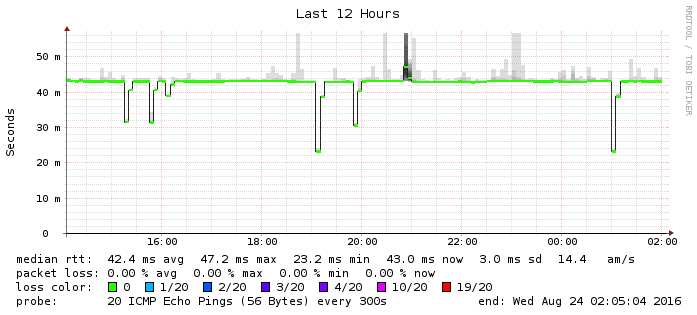 Last 12 Hours
RRDTOOL / TOBI OETIKER
Seconds
50 m
40 m
30 m
20 m
10 m
0
16:00 18:00 20:00 22:00 00:00 02:00
median rtt: 42.4 ms avg 47.2 ms max 23.2 ms min 43.0 ms now 3.0 ms sd 14.4 am/s
packet loss: 0.00 % avg 0.00 % max 0.00 % min 0.00 % now
loss color: 0 1/20 2/20 3/20 4/20 10/20 19/20
probe: 20 ICMP Echo Pings (56 Bytes) every 300s end: Wed Aug 24 02:05:04 2016